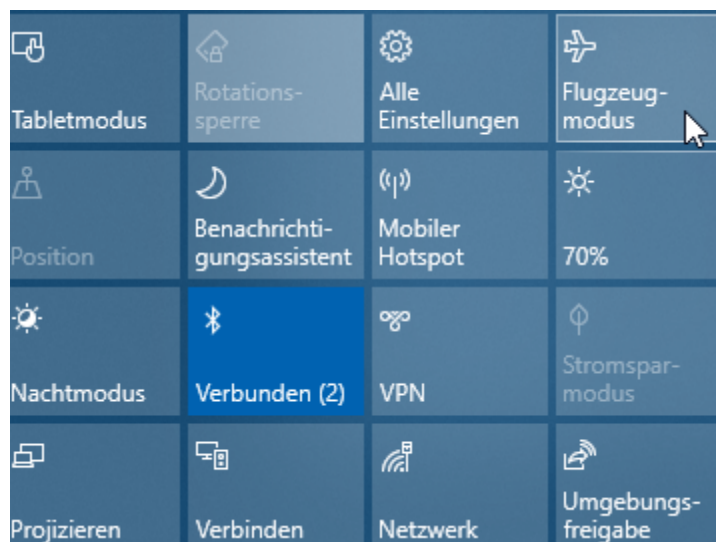 Tabletmodus
Rotations-
sperre
Alle
Einstellungen
Flugzeug-
modus
Position
Benachrichti-
gungsassistent
Mobiler
Hotspot
70%
Nachtmodus
Verbunden (2)
VPN
Stromspar-
modus
Projizieren
Verbinden
Netzwerk
Umgebungs-
freigabe